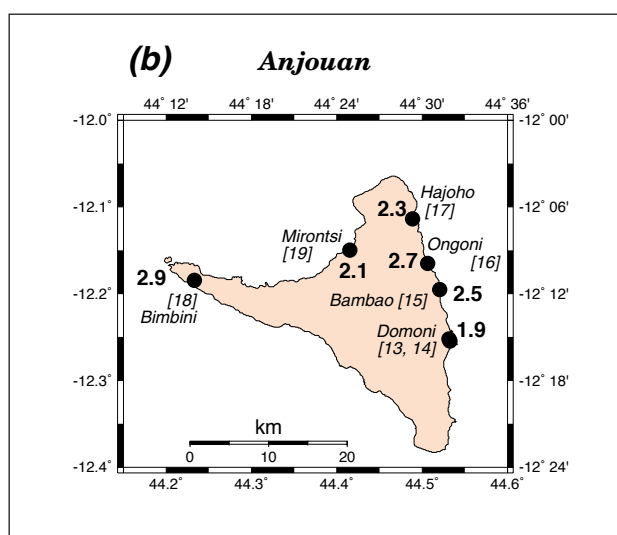 (b) Anjouan
44° 12' 44° 18' 44° 24' 44° 30' 44° 36'
-12.0° -12° 00'
Hajoho
2.3 [17]
-12.1° -12° 06'
Mirontsi
[19]
2.1
Ongoni
2.7 [16]
2.9
[18]
Bimbini
Bambao [15] 2.5
-12.2° -12° 12'
Domoni 1.9
[13, 14]
-12.3° -12° 18'
km
0 10 20
-12.4° -12° 24'
44.2° 44.3° 44.4° 44.5° 44.6°